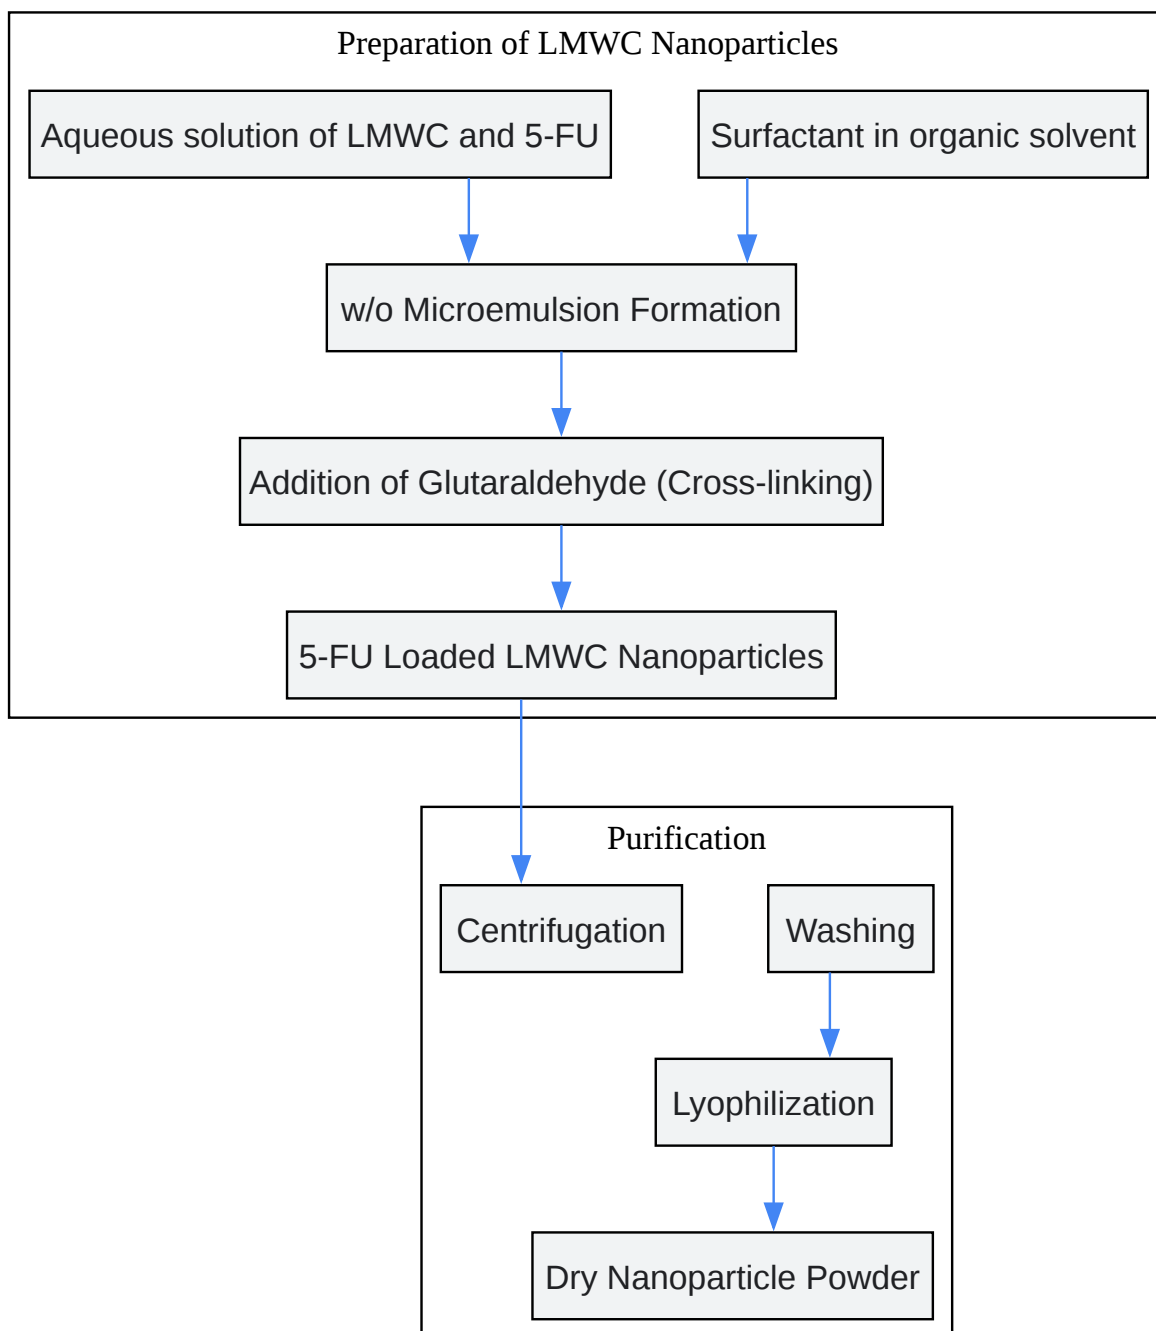 Preparation of LMWC Nanoparticles
Aqueous solution of LMWC and 5-FU
Surfactant in organic solvent
w/o Microemulsion Formation
Addition of Glutaraldehyde (Cross-linking)
5-FU Loaded LMWC Nanoparticles
Purification
Centrifugation
Washing
Lyophilization
Dry Nanoparticle Powder